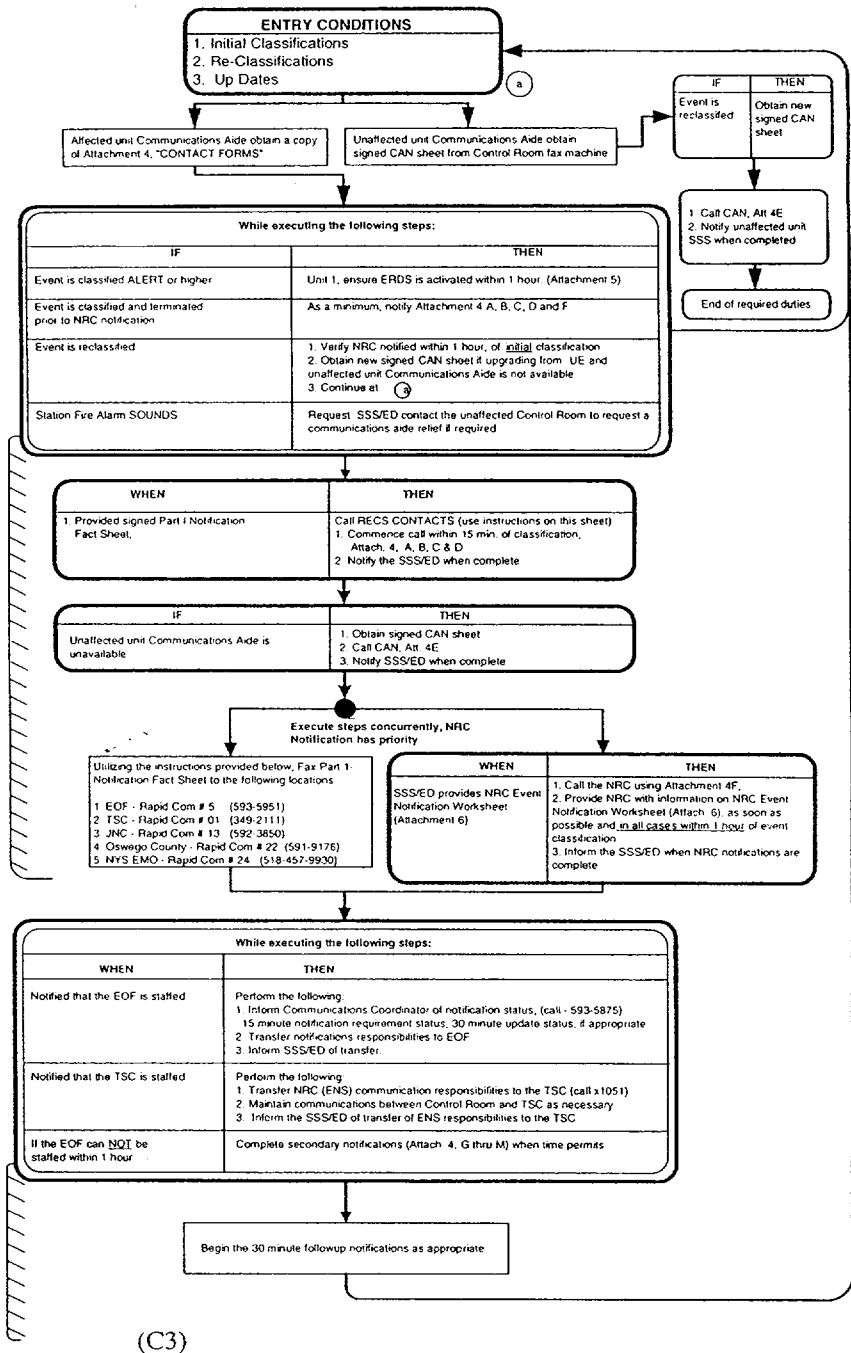 ENTRY CONDITIONS
1. Initial Classifications
2. Re-Classifications
3. Up Dates
a
IF
THEN
Event is
reclassified
Obtain new
signed CAN
sheet
Affected unit Communications Aide obtain a copy
of Attachment 4, "CONTACT FORMS"
Unaffected unit Communications Aide obtain
signed CAN sheet from Control Room fax machine
1 Call CAN, Att 4E
2. Notify unaffected unit
SSS when completed
End of required duties
While executing the following steps:
IF
THEN
Event is classified ALERT or higher
Unit 1, ensure ERDS is activated within 1 hour. (Attachment 5)
Event is classified and terminated
prior to NRC notification
As a minimum, notify Attachment 4 A, B, C, D and F
Event is reclassified
1. Verify NRC notified within 1 hour, of initial classification
2. Obtain new signed CAN sheet if upgrading from UE and
unaffected unit Communications Aide is not available
3. Continue at a
Station Fire Alarm SOUNDS
Request SSS/ED contact the unaffected Control Room to request a
communications aide relief if required
WHEN
THEN
1. Provided signed Part I Notification
Fact Sheet,
Call RECS CONTACTS (use instructions on this sheet)
1. Commence call within 15 min. of classification,
Attach. 4, A, B, C & D
2 Notify the SSS/ED when complete
IF
THEN
Unaffected unit Communications Aide is
unavailable
1. Obtain signed CAN sheet
2. Call CAN, Att. 4E
3. Notify SSS/ED when complete
Execute steps concurrently, NRC
Notification has priority
Utilizing the instructions provided below, Fax Part 1-
Notification Fact Sheet to the following locations
1 EOF - Rapid Com # 5 (593-5951)
2 TSC - Rapid Com # 01 (349-2111)
3 JNC - Rapid Com # 13 (592-3850)
4 Oswego County - Rapid Com # 22 (591-9176)
5 NYS EMO - Rapid Com # 24 (518-457-9930)
WHEN
THEN
SSS/ED provides NRC Event
Notification Worksheet
(Attachment 6)
1. Call the NRC using Attachment 4F,
2. Provide NRC with information on NRC Event
Notification Worksheet (Attach 6), as soon as
possible and in all cases within 1 hour of event
classification
3. Inform the SSS/ED when NRC notifications are
complete
While executing the following steps:
WHEN
THEN
Notified that the EOF is staffed
Perform the following:
1. Inform Communications Coordinator of notification status, (call - 593-5875)
15 minute notification requirement status, 30 minute update status, if appropriate
2 Transfer notifications responsibilities to EOF
3. Inform SSS/ED of transfer.
Notified that the TSC is staffed
Perform the following:
1. Transfer NRC (ENS) communication responsibilities to the TSC (call x1051)
2. Maintain communications between Control Room and TSC as necessary
3. Inform the SSS/ED of transfer of ENS responsibilities to the TSC
If the EOF can NOT be
staffed within 1 hour
Complete secondary notifications (Attach 4, G thru M) when time permits
Begin the 30 minute followup notifications as appropriate
(C3)